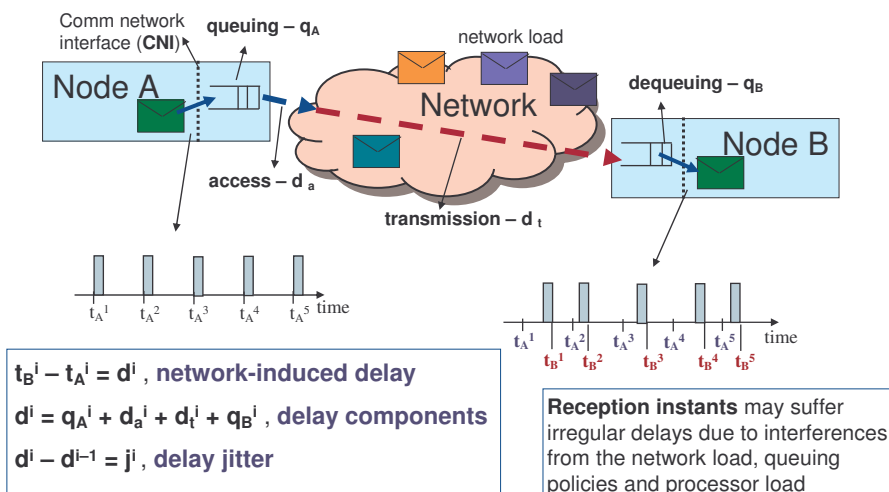 Comm network
interface (CNI)
queuing – qA
network load
Node A
Network
dequeuing – qB
Node B
access – d a
transmission – d t
tA1 tA2 tA3 tA4 tA5 time
tA1 tA2 tA3 tA4 tA5 time
tB1 tB2 tB3 tB4 tB5
tBi – tAi = di , network-induced delay
di = qAi + dai + dti + qBi , delay components
di – di–1 = ji , delay jitter
Reception instants may suffer
irregular delays due to interferences
from the network load, queuing
policies and processor load